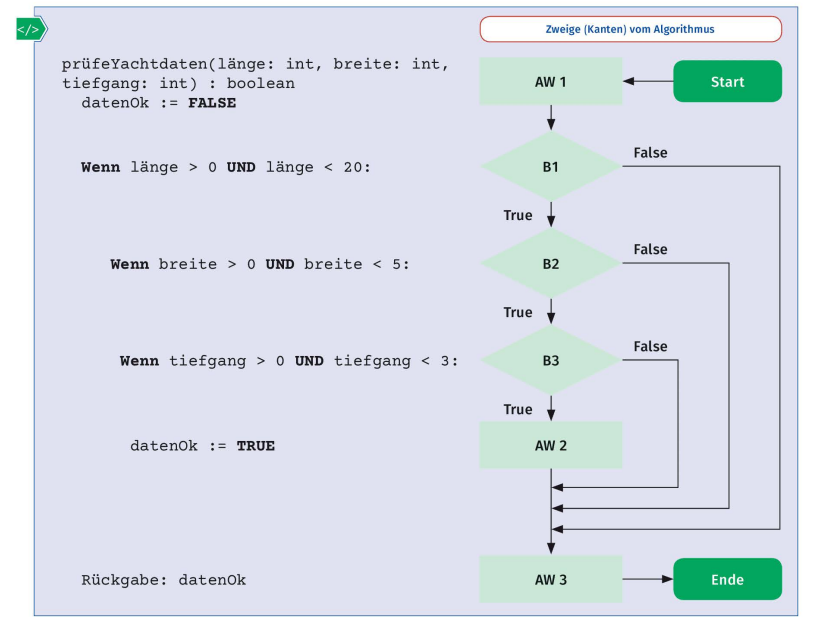 </>
Zweige (Kanten) vom Algorithmus
prüfeYachtdaten(länge: int, breite: int,
tiefgang: int) : boolean
datenOk := FALSE
AW 1
Start
Wenn länge > 0 UND länge < 20:
B1
False
True
Wenn breite > 0 UND breite < 5:
B2
False
True
Wenn tiefgang > 0 UND tiefgang < 3:
B3
False
True
datenOk := TRUE
AW 2
Rückgabe: datenOk
AW 3
Ende